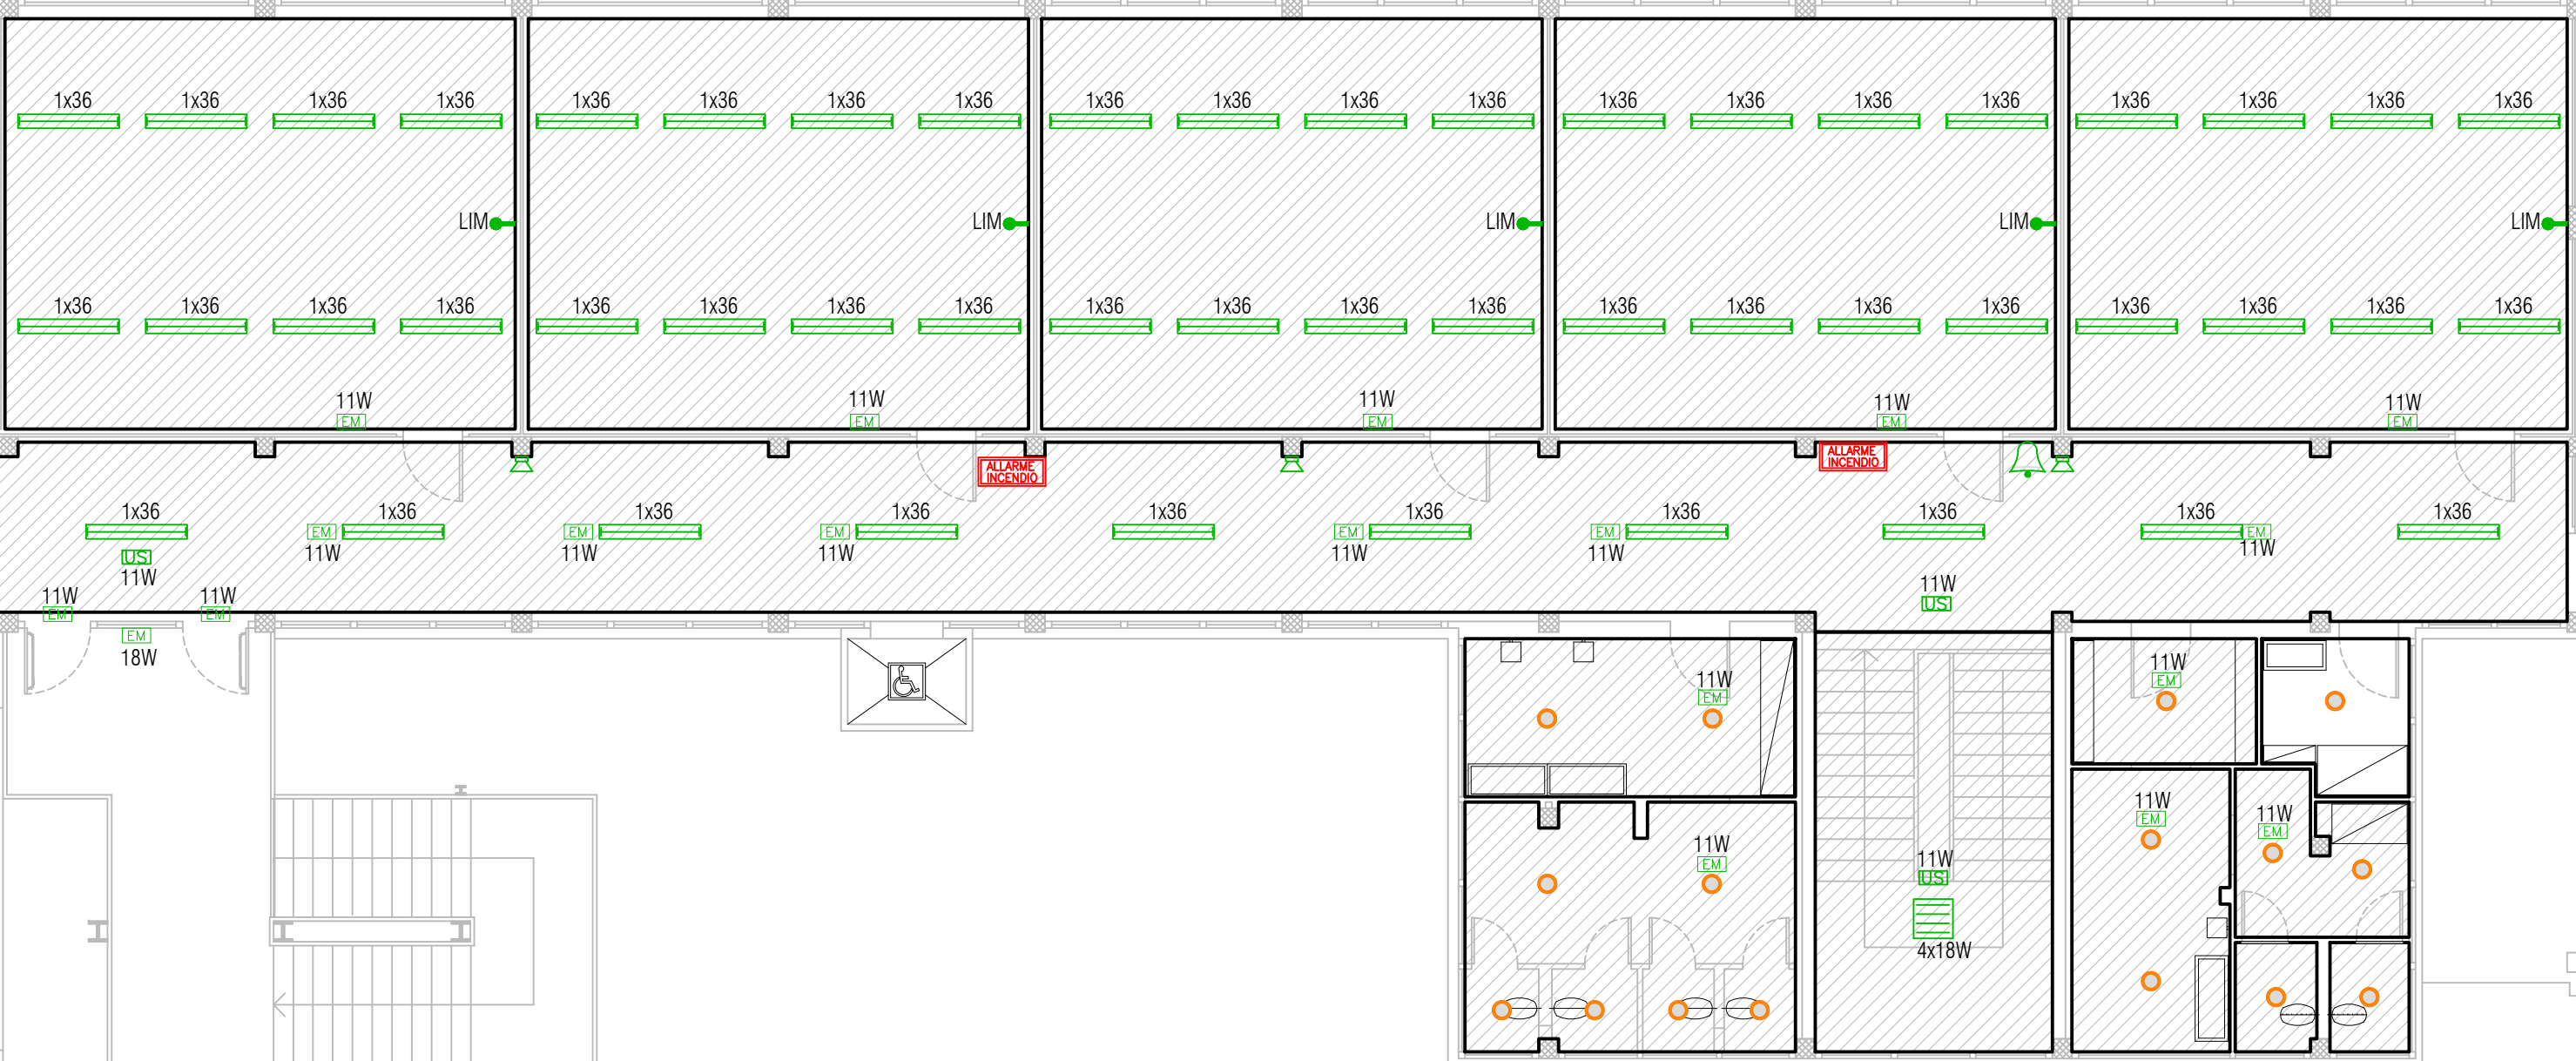 1x36 1x36 1x36 1x36 1x36 1x36 1x36 1x36 1x36 1x36 1x36 1x36 1x36 1x36 1x36 1x36 1x36 1x36 1x36 1x36
LIM LIM LIM LIM LIM
1x36 1x36 1x36 1x36 1x36 1x36 1x36 1x36 1x36 1x36 1x36 1x36 1x36 1x36 1x36 1x36 1x36 1x36 1x36 1x36
11W 11W 11W 11W 11W
EM EM EM EM EM
ALLARME ALLARME
INCENDIO INCENDIO
1x36 1x36 1x36 1x36 1x36 1x36 1x36 1x36 1x36 1x36
EM EM EM EM EM EM
11W 11W 11W 11W 11W 11W
US
11W
11W 11W 11W
EM EM US
EM
18W
11W 11W
EM EM
11W 11W
EM EM
11W 11W
EM US
EM
4x18W